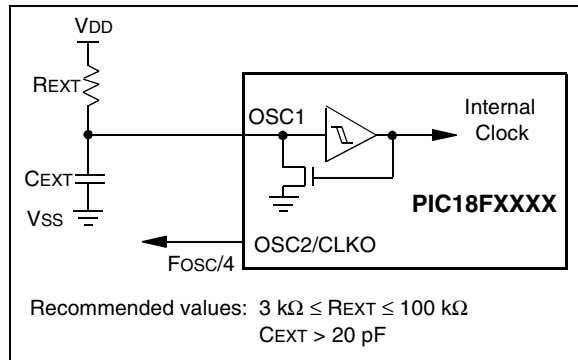 VDD
REXT
OSC1
Internal
Clock
CEXT
PIC18FXXXX
VSS
OSC2/CLKO
FOSC/4
Recommended values: 3 kΩ ≤ REXT ≤ 100 kΩ
CEXT > 20 pF